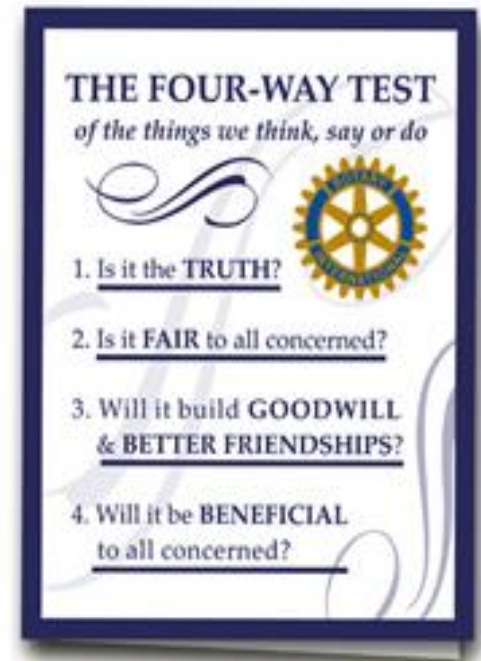 THE FOUR-WAY TEST
of the things we think, say or do
ROTARY
INTERNATIONAL
1. Is it the TRUTH?
2. Is it FAIR to all concerned?
3. Will it build GOODWILL
& BETTER FRIENDSHIPS?
4. Will it be BENEFICIAL
to all concerned?